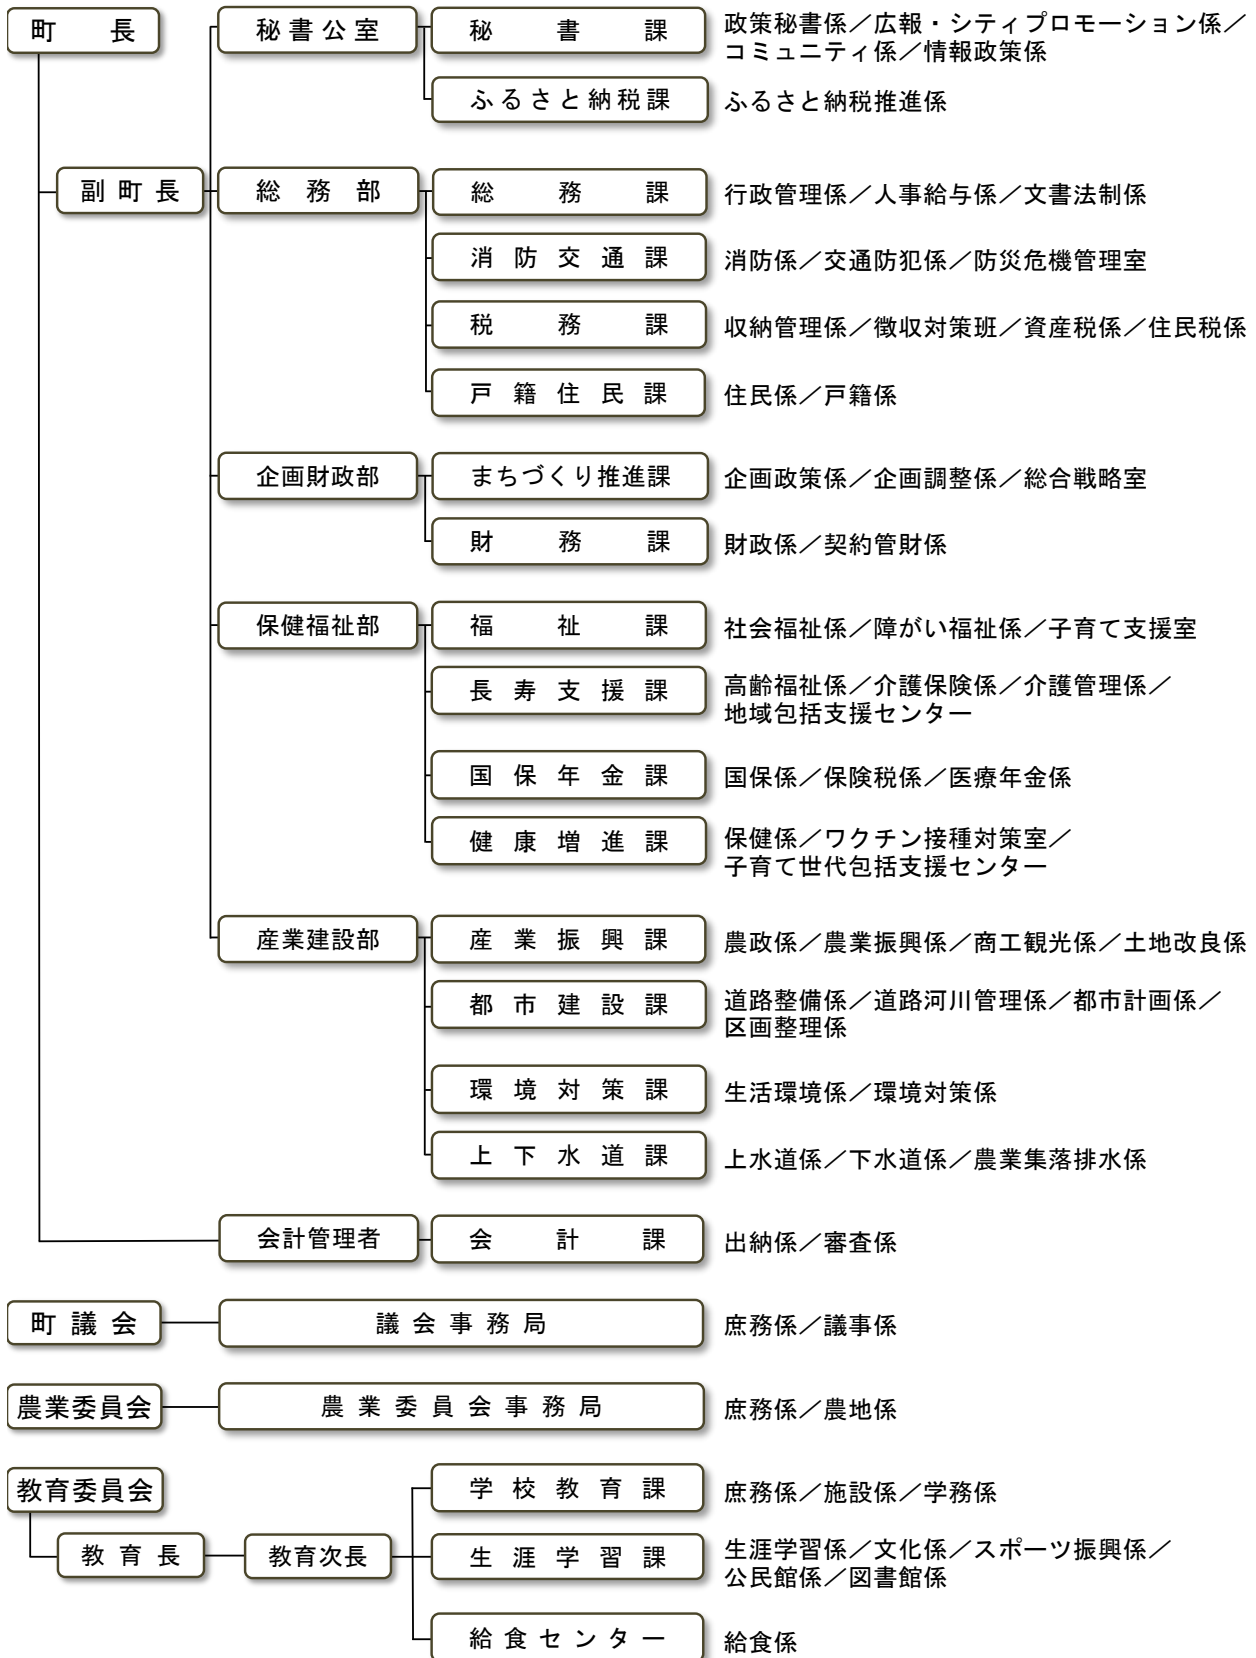 町長
秘書公室
秘書課
政策秘書係／広報・シティプロモーション係／
コミュニティ係／情報政策係
ふるさと納税課
ふるさと納税推進係
副町長
総務部
総務課
行政管理係／人事給与係／文書法制係
消防交通課
消防係／交通防犯係／防災危機管理室
税務課
収納管理係／徴収対策班／資産税係／住民税係
戸籍住民課
住民係／戸籍係
企画財政部
まちづくり推進課
企画政策係／企画調整係／総合戦略室
財務課
財政係／契約管財係
保健福祉部
福祉課
社会福祉係／障がい福祉係／子育て支援室
長寿支援課
高齢福祉係／介護保険係／介護管理係／
地域包括支援センター
国保年金課
国保係／保険税係／医療年金係
健康増進課
保健係／ワクチン接種対策室／
子育て世代包括支援センター
産業建設部
産業振興課
農政係／農業振興係／商工観光係／土地改良係
都市建設課
道路整備係／道路河川管理係／都市計画係／
区画整理係
環境対策課
生活環境係／環境対策係
上下水道課
上水道係／下水道係／農業集落排水係
会計管理者
会計課
出納係／審査係
町議会
議会事務局
庶務係／議事係
農業委員会
農業委員会事務局
庶務係／農地係
教育委員会
学校教育課
庶務係／施設係／学務係
教育長
教育次長
生涯学習課
生涯学習係／文化係／スポーツ振興係／
公民館係／図書館係
給食センター
給食係